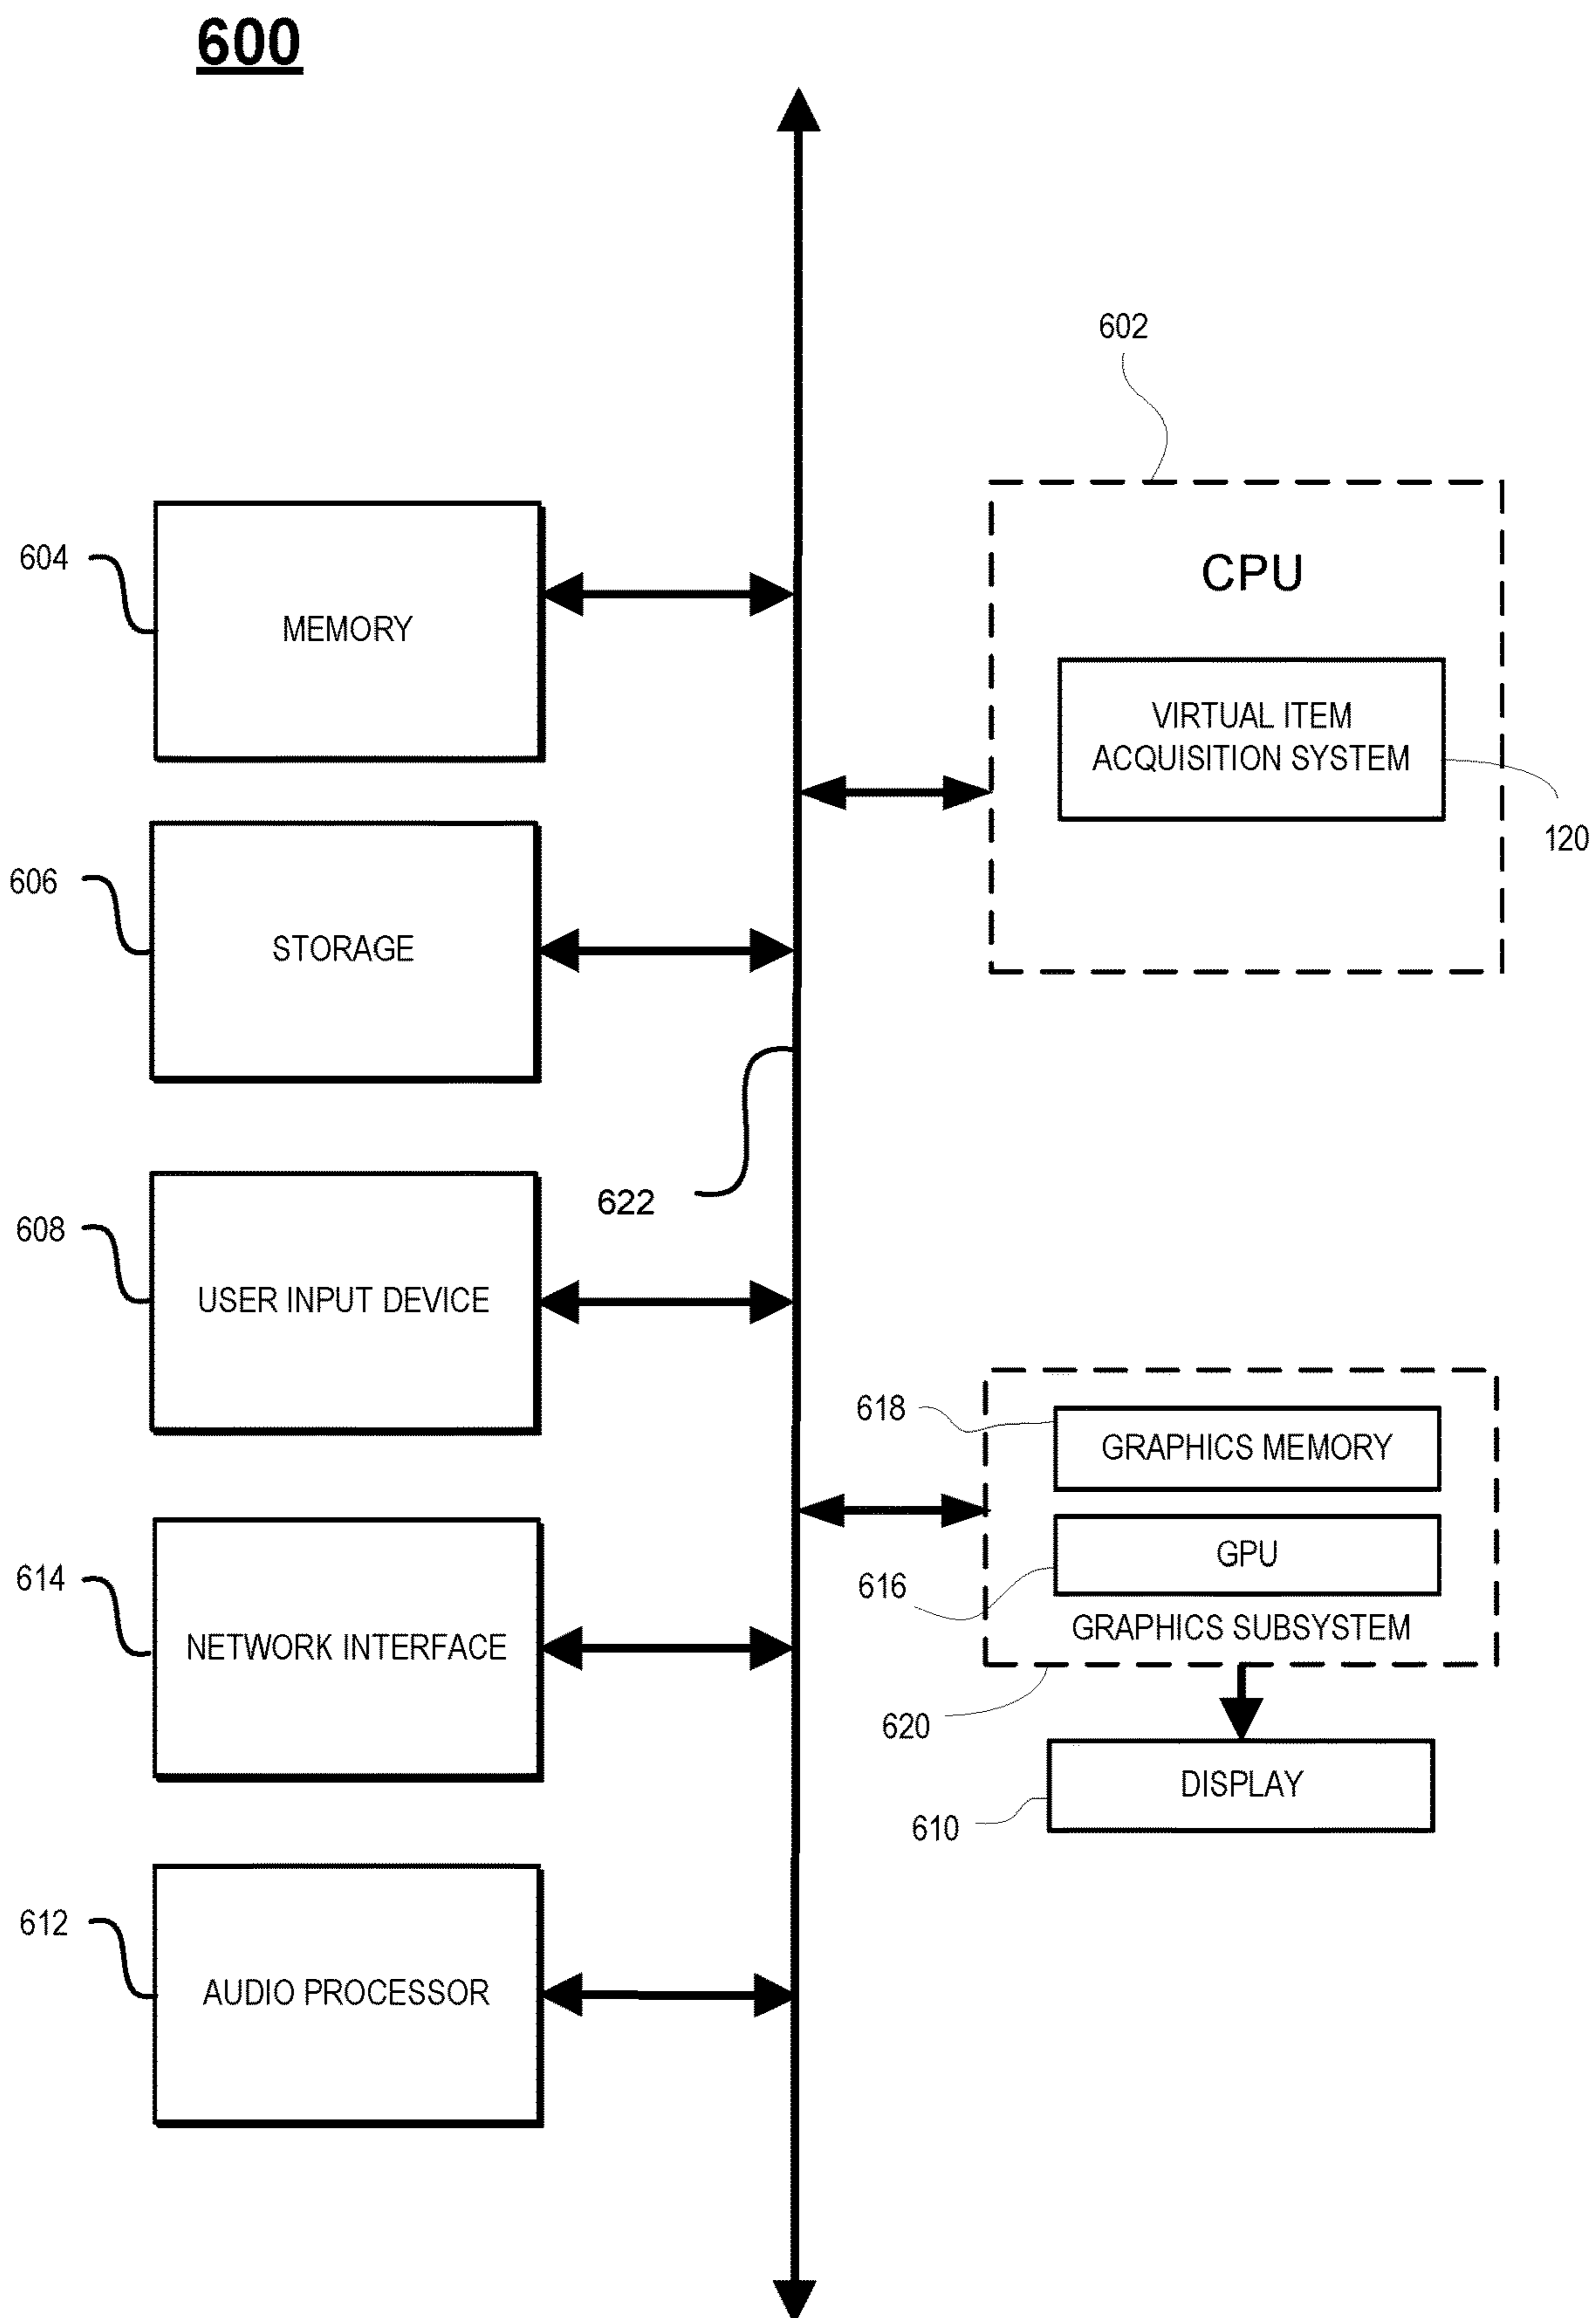 600
602
CPU
604
MEMORY
VIRTUAL ITEM
ACQUISITION SYSTEM
120
606
STORAGE
622
608
USER INPUT DEVICE
618
GRAPHICS MEMORY
614
GPU
616
NETWORK INTERFACE
GRAPHICS SUBSYSTEM
620
DISPLAY
610
612
AUDIO PROCESSOR